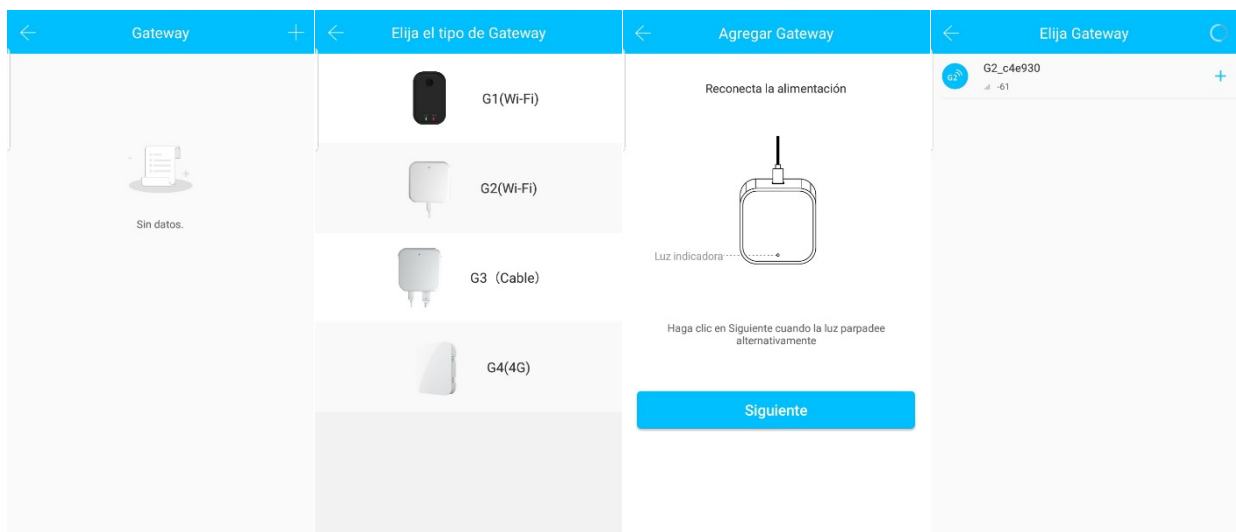 Gateway
Sin datos.
Elija el tipo de Gateway
G1(Wi-Fi)
G2(Wi-Fi)
G3 (Cable)
G4(4G)
Agregar Gateway
Reconecta la alimentación
Luz indicadora
Haga clic en Siguiente cuando la luz parpadee
alternativamente
Siguiente
Elija Gateway
G2
G2_c4e930
-61